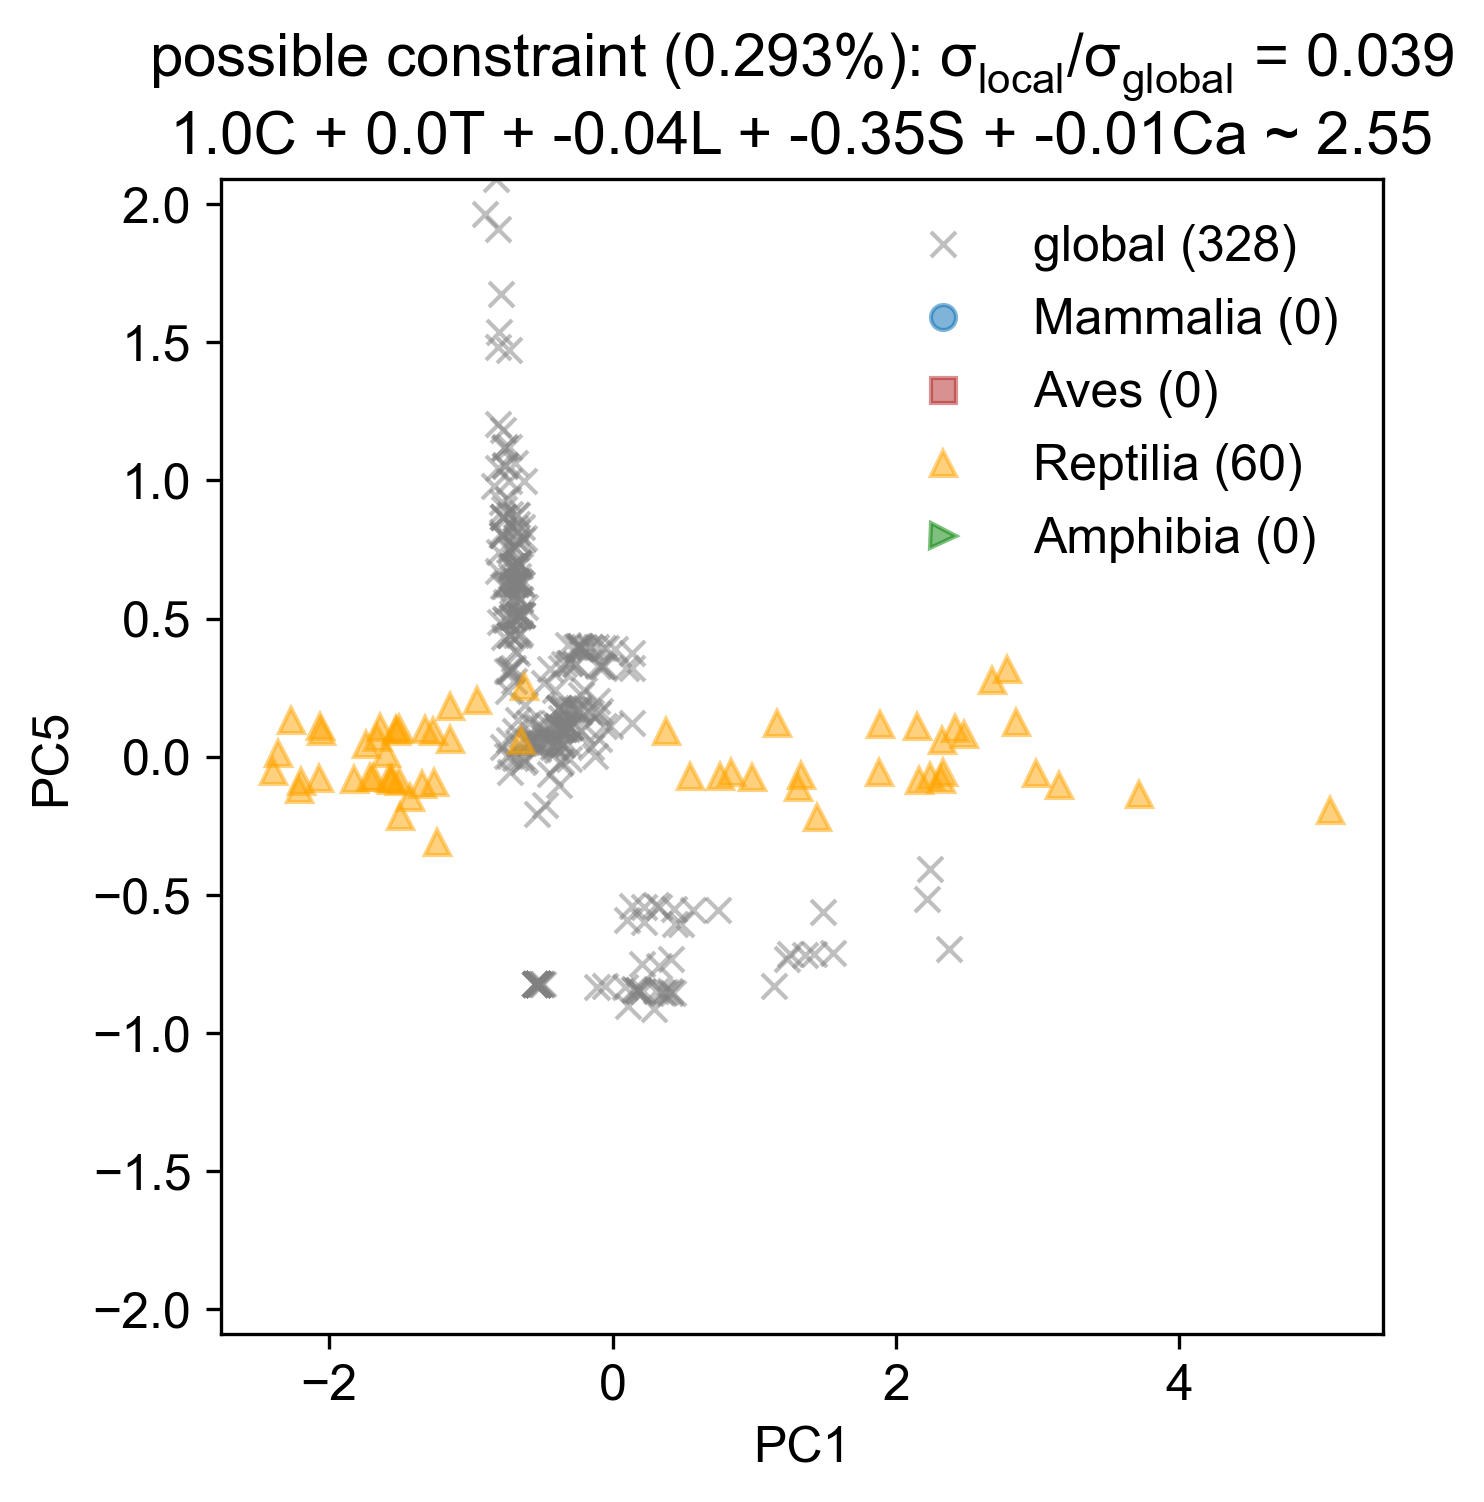 possible constraint (0.293%): σlocal/σglobal = 0.039
1.0C + 0.0T + -0.04L + -0.35S + -0.01Ca ~ 2.55
global (328)
Mammalia (0)
Aves (0)
Reptilia (60)
Amphibia (0)
PC5
2.0
1.5
1.0
0.5
0.0
−0.5
−1.0
−1.5
−2.0
−2
0
2
4
PC1